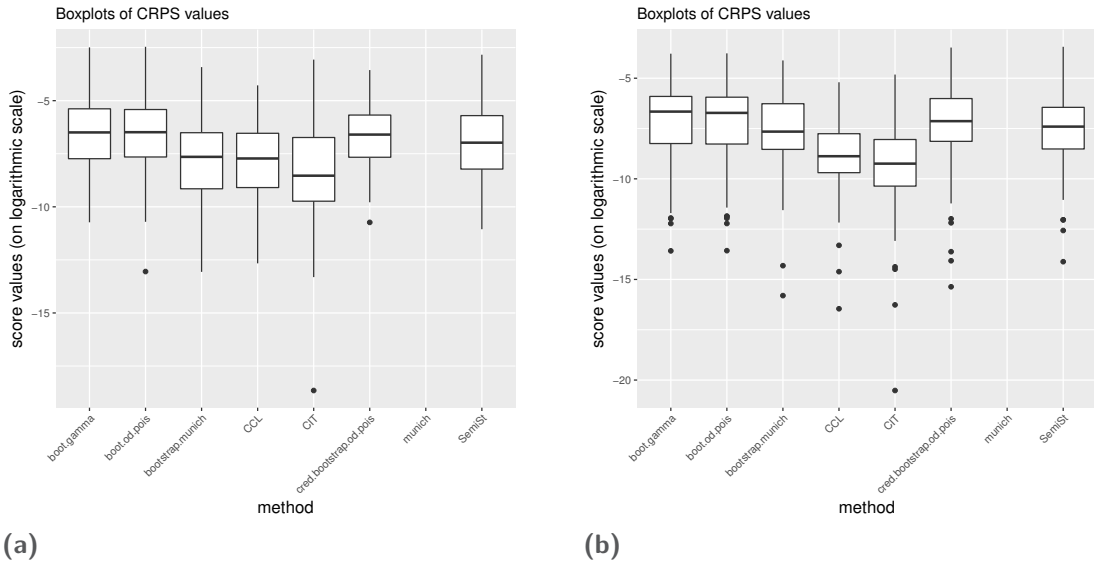 Boxplots of CRPS values
score values (on logarithmic scale)
−5
−10
−15
boot.gamma
boot.od.pois
bootstrap.munich
CCL
CIT
cred.bootstrap.od.pois
munich
SemiSt
method
(a)
Boxplots of CRPS values
score values (on logarithmic scale)
−5
−10
−15
−20
boot.gamma
boot.od.pois
bootstrap.munich
CCL
CIT
cred.bootstrap.od.pois
munich
SemiSt
method
(b)